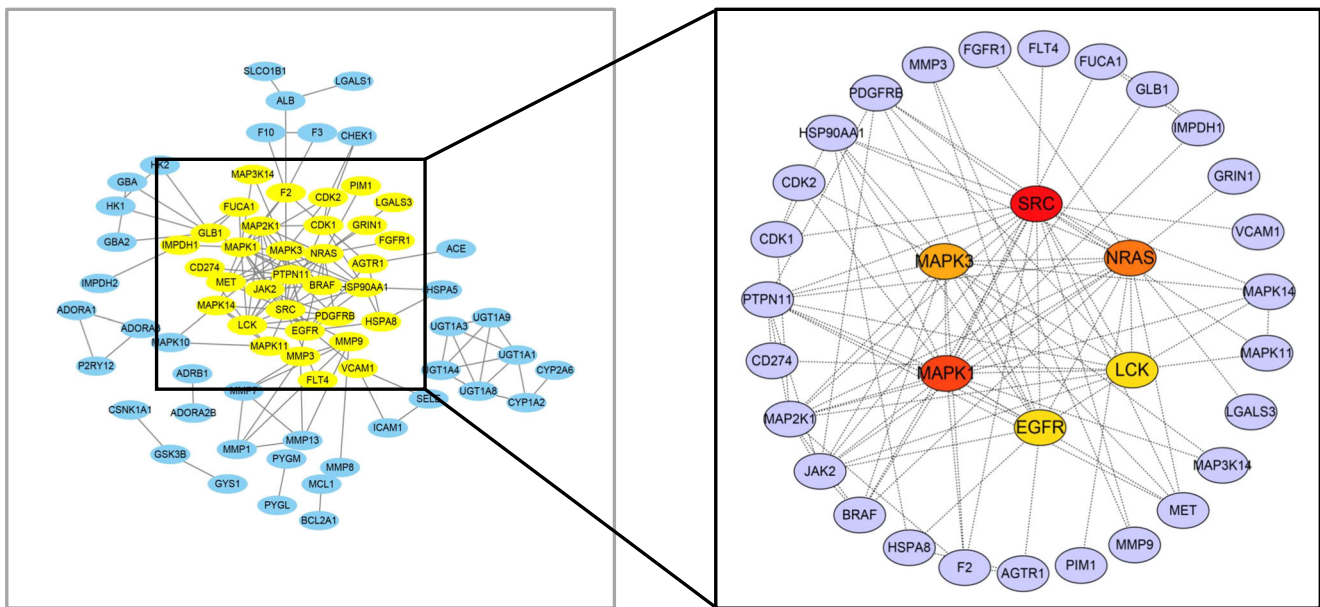 SLCO1B1
LGALS1
ALB
F10
F3
CHEK1
HK2
GBA
HK1
GBA2
IMPDH2
ADORA1
ADORA3
P2RY12
MAPK10
ADRB1
ADORA2B
CSNK1A1
GSK3B
GYS1
MMP7
MMP1
MMP13
PYGM
PYGL
MMP8
MCL1
BCL2A1
ICAM1
SELE
ACE
HSPA5
UGT1A3
UGT1A9
UGT1A1
UGT1A4
UGT1A8
CYP2A6
CYP1A2
MAP3K14
F2
CDK2
PIM1
LGALS3
FUCA1
MAP2K1
CDK1
GRIN1
GLB1
IMPDH1
MAPK1
MAPK3
NRAS
FGFR1
AGTR1
CD274
MET
PTPN11
JAK2
BRAF
HSP90AA1
MAPK14
SRC
PDGFRB
HSPA8
LCK
EGFR
MAPK11
MMP3
MMP9
VCAM1
FLT4
FGFR1
FLT4
FUCA1
MMP3
GLB1
PDGFRB
IMPDH1
HSP90AA1
GRIN1
CDK2
SRC
VCAM1
CDK1
MAPK3
NRAS
PTPN11
MAPK14
CD274
MAPK1
LCK
MAPK11
MAP2K1
EGFR
LGALS3
JAK2
MAP3K14
BRAF
MET
HSPA8
MMP9
F2
AGTR1
PIM1